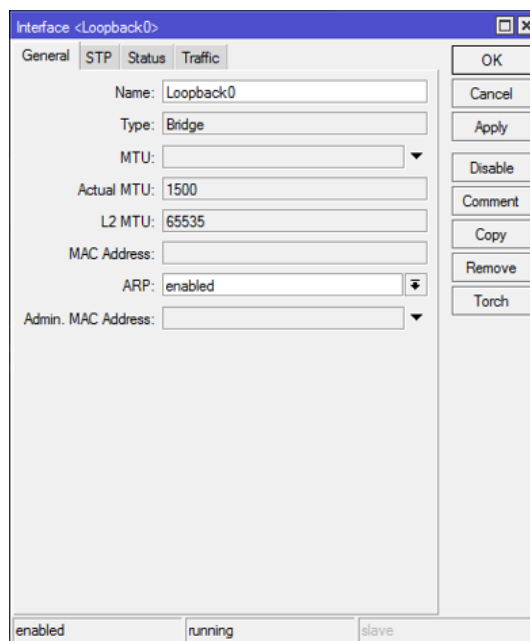 Interface <Loopback0>
General STP Status Traffic
Name: Loopback0
Type: Bridge
MTU:
Actual MTU: 1500
L2 MTU: 65535
MAC Address:
ARP: enabled
Admin. MAC Address:
OK
Cancel
Apply
Disable
Comment
Copy
Remove
Torch
enabled running slave